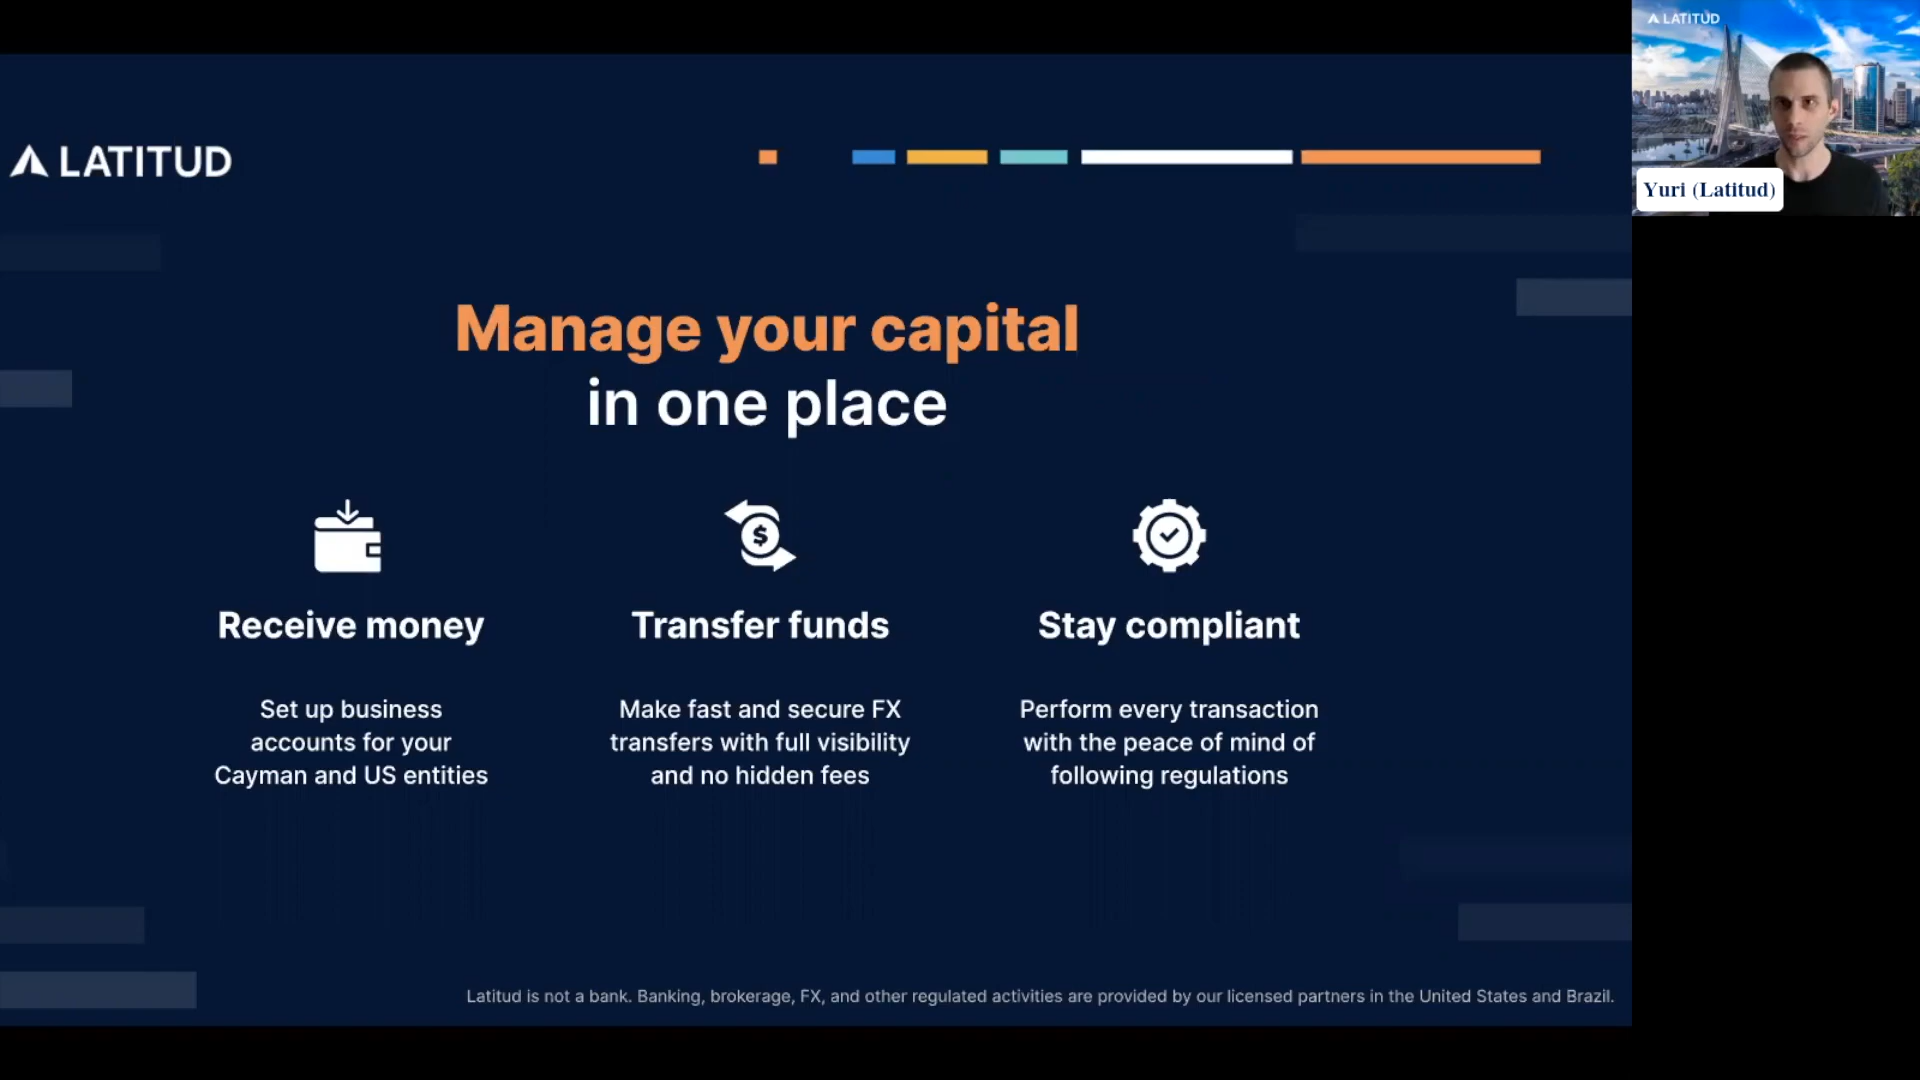 LATITUD
LATITUD
Yuri (Latitud)
Manage your capital
in one place
$
Receive money
Set up business
accounts for your
Cayman and US entities
Transfer funds
Make fast and secure FX
transfers with full visibility
and no hidden fees
Stay compliant
Perform every transaction
with the peace of mind of
following regulations
Latitud is not a bank. Banking, brokerage, FX, and other regulated activities are provided by our licensed partners in the United States and Brazil.